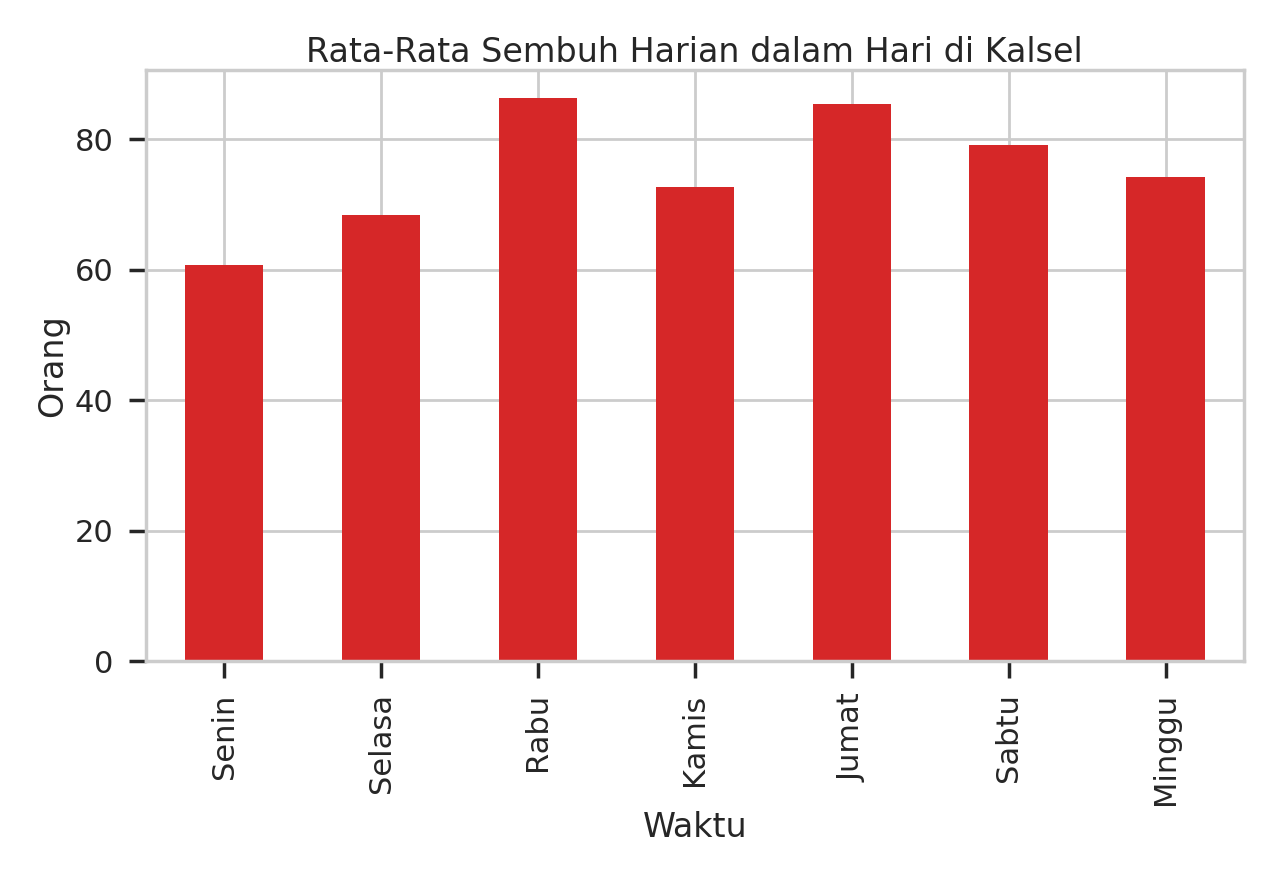 Rata-Rata Sembuh Harian dalam Hari di Kalsel
80
60
40
20
0
Orang
Senin
Selasa
Rabu
Kamis
Jumat
Sabtu
Minggu
Waktu